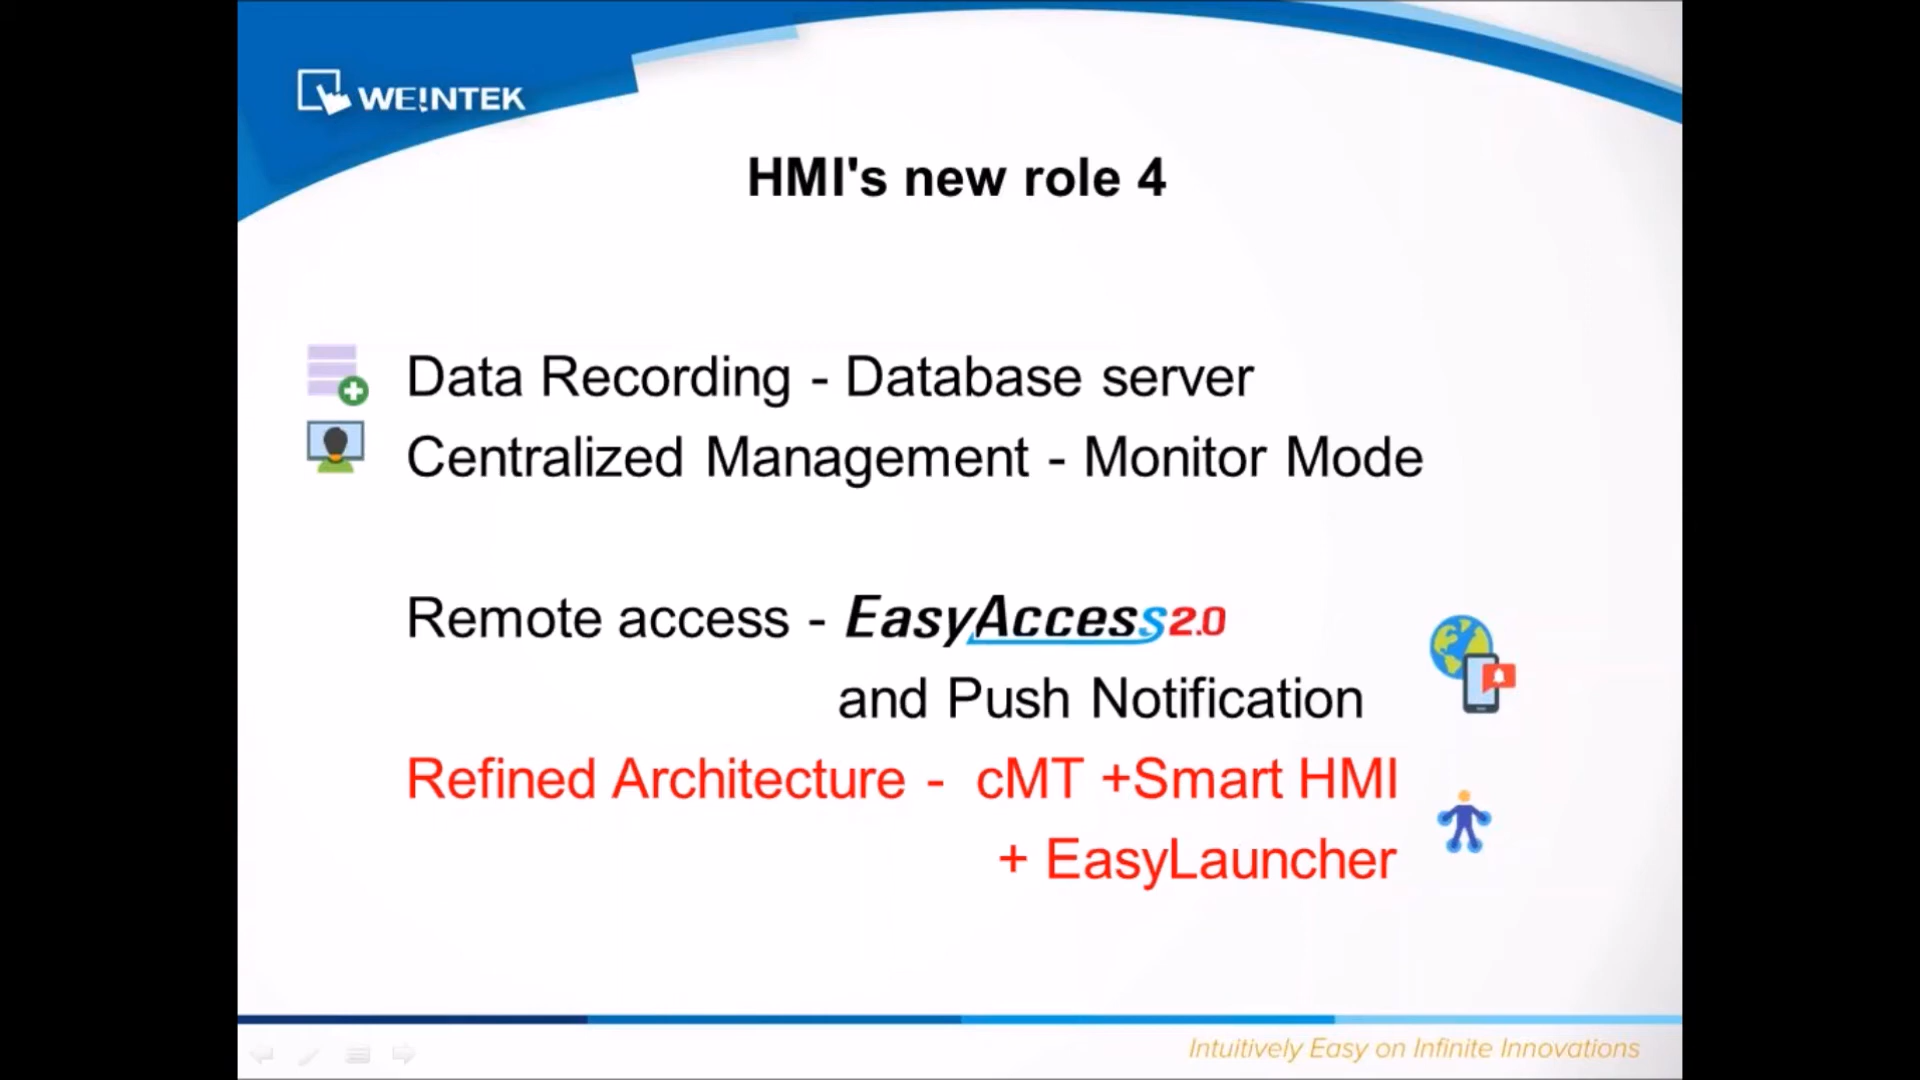 WEINTEK
HMI's new role 4
Data Recording - Database server
Centralized Management - Monitor Mode
Remote access - EasyAccess2.0
and Push Notification
Refined Architecture - cMT +Smart HMI
+ EasyLauncher
Intuitively Easy on Infinite Innovations